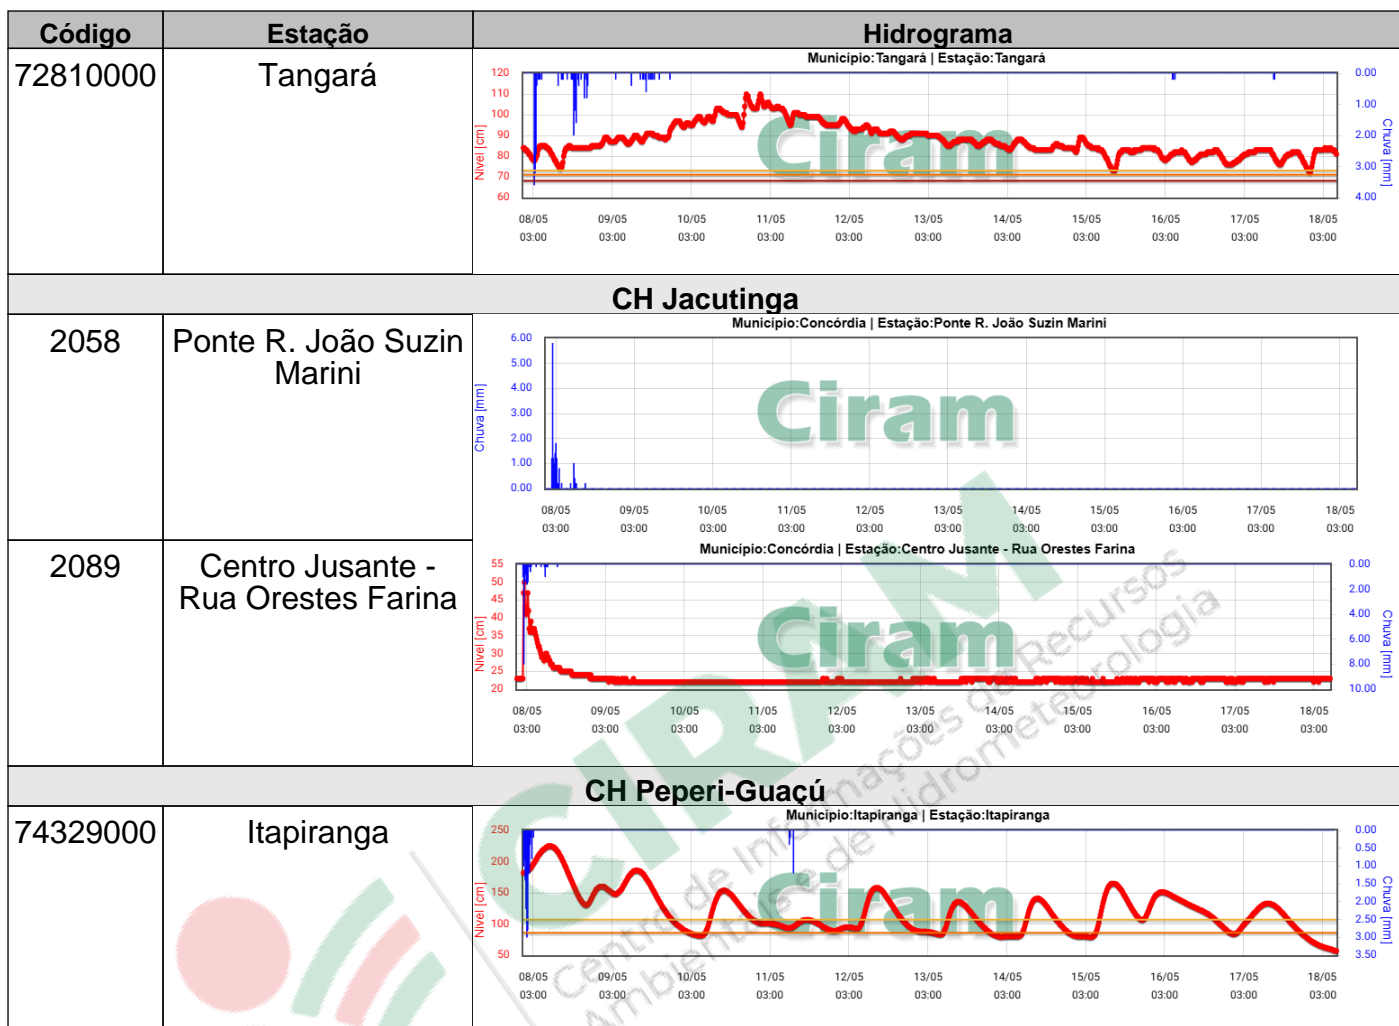 Código Estação Hidrograma
72810000 Tangará
Município:Tangará | Estação:Tangará
120 110 100 90 80 70 60
Nível [cm]
0.00 1.00 2.00 3.00 4.00
Chuva [mm]
08/05 09/05 10/05 11/05 12/05 13/05 14/05 15/05 16/05 17/05 18/05
03:00 03:00 03:00 03:00 03:00 03:00 03:00 03:00 03:00 03:00 03:00
Ciram
CH Jacutinga
2058 Ponte R. João Suzin
Marini
Município:Concórdia | Estação:Ponte R. João Suzin Marini
6.00 5.00 4.00 3.00 2.00 1.00 0.00
Chuva [mm]
08/05 09/05 10/05 11/05 12/05 13/05 14/05 15/05 16/05 17/05 18/05
03:00 03:00 03:00 03:00 03:00 03:00 03:00 03:00 03:00 03:00 03:00
Ciram
2089 Centro Jusante -
Rua Orestes Farina
Município:Concórdia | Estação:Centro Jusante - Rua Orestes Farina
55 50 45 40 35 30 25 20
Nível [cm]
0.00 2.00 4.00 6.00 8.00 10.00
Chuva [mm]
08/05 09/05 10/05 11/05 12/05 13/05 14/05 15/05 16/05 17/05 18/05
03:00 03:00 03:00 03:00 03:00 03:00 03:00 03:00 03:00 03:00 03:00
Ciram
CH Peperi-Guaçú
74329000 Itapiranga
Município:Itapiranga | Estação:Itapiranga
250 200 150 100 50
Nível [cm]
0.00 0.50 1.00 1.50 2.00 2.50 3.00 3.50
Chuva [mm]
08/05 09/05 10/05 11/05 12/05 13/05 14/05 15/05 16/05 17/05 18/05
03:00 03:00 03:00 03:00 03:00 03:00 03:00 03:00 03:00 03:00 03:00
Ciram
CIRAM
Centro de Informações de Recursos
Ambientais e de Hidrometeorologia